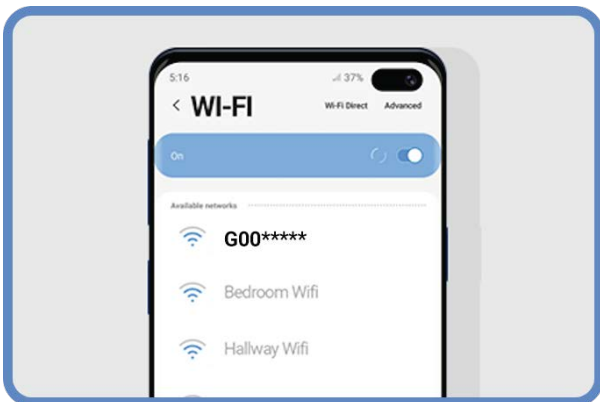 5:16 37%
WI-FI Wi-Fi Direct Advanced
On
Available networks
G00*****
Bedroom Wifi
Hallway Wifi